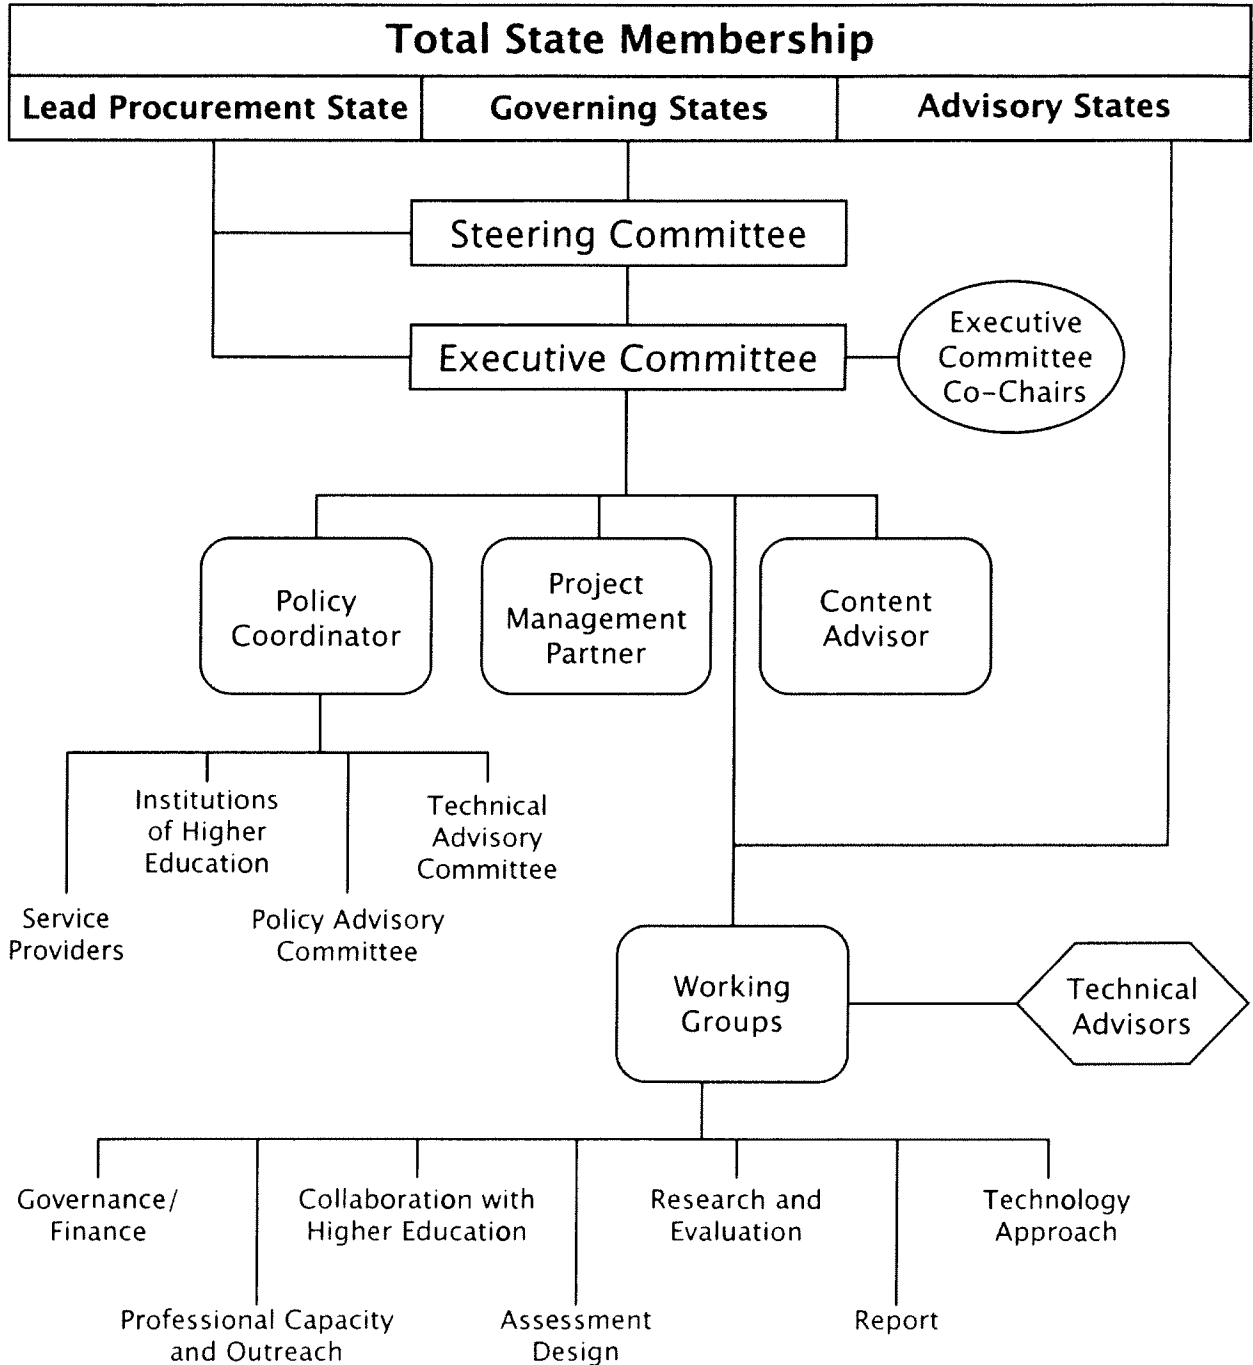 Total State Membership
Lead Procurement State
Governing States
Advisory States
Steering Committee
Executive Committee
Executive
Committee
Co-Chairs
Policy
Coordinator
Project
Management
Partner
Content
Advisor
Institutions
of Higher
Education
Technical
Advisory
Committee
Service
Providers
Policy Advisory
Committee
Working
Groups
Technical
Advisors
Governance/
Finance
Collaboration with
Higher Education
Research and
Evaluation
Technology
Approach
Professional Capacity
and Outreach
Assessment
Design
Report